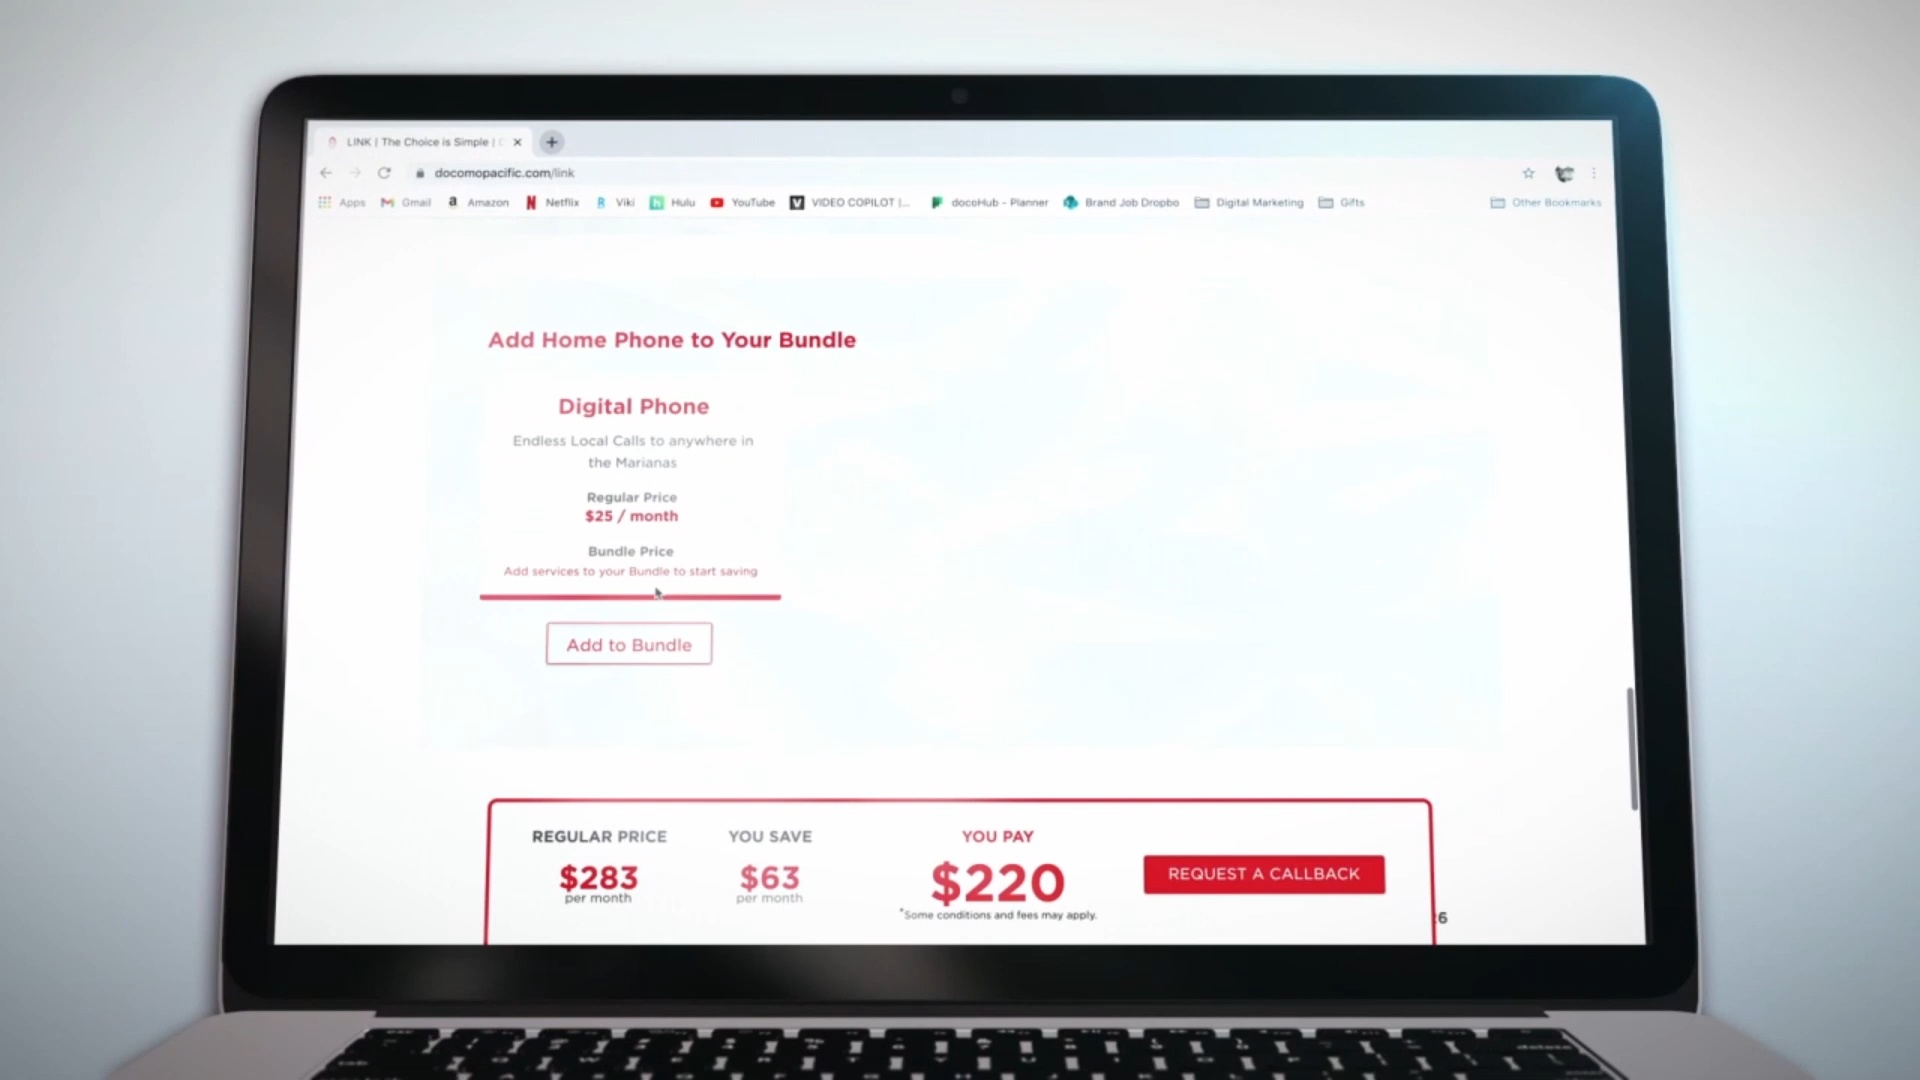 LINK | The Choice is Simple |
docomopacific.com/link
Apps Gmail Amazon Netflix Viki Hulu YouTube VIDEO COPILOT |... docoHub - Planner Brand Job Dropbo Digital Marketing Gifts Other Bookmarks
Add Home Phone to Your Bundle
Digital Phone
Endless Local Calls to anywhere in
the Marianas
Regular Price
$25 / month
Bundle Price
Add services to your Bundle to start saving
Add to Bundle
REGULAR PRICE YOU SAVE YOU PAY
$283 $63 $220 REQUEST A CALLBACK
per month per month
*Some conditions and fees may apply.
delete